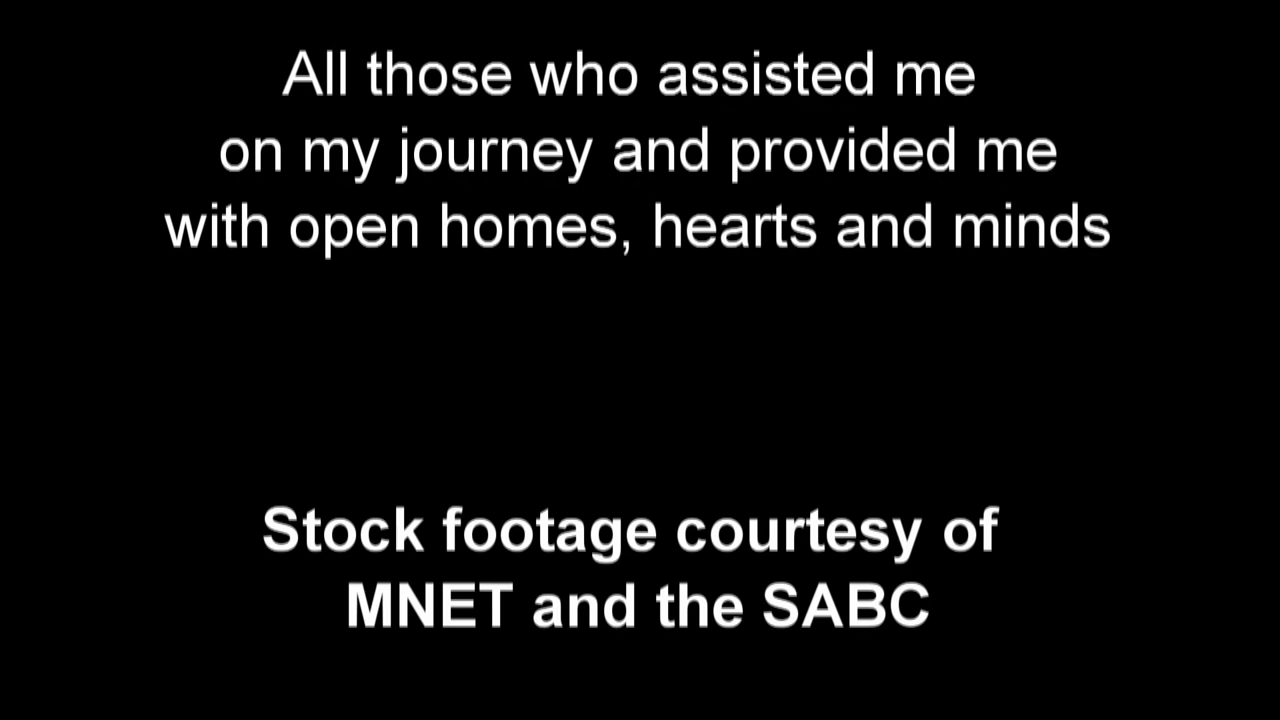 All those who assisted me
on my journey and provided me
with open homes, hearts and minds
Stock footage courtesy of
MNET and the SABC